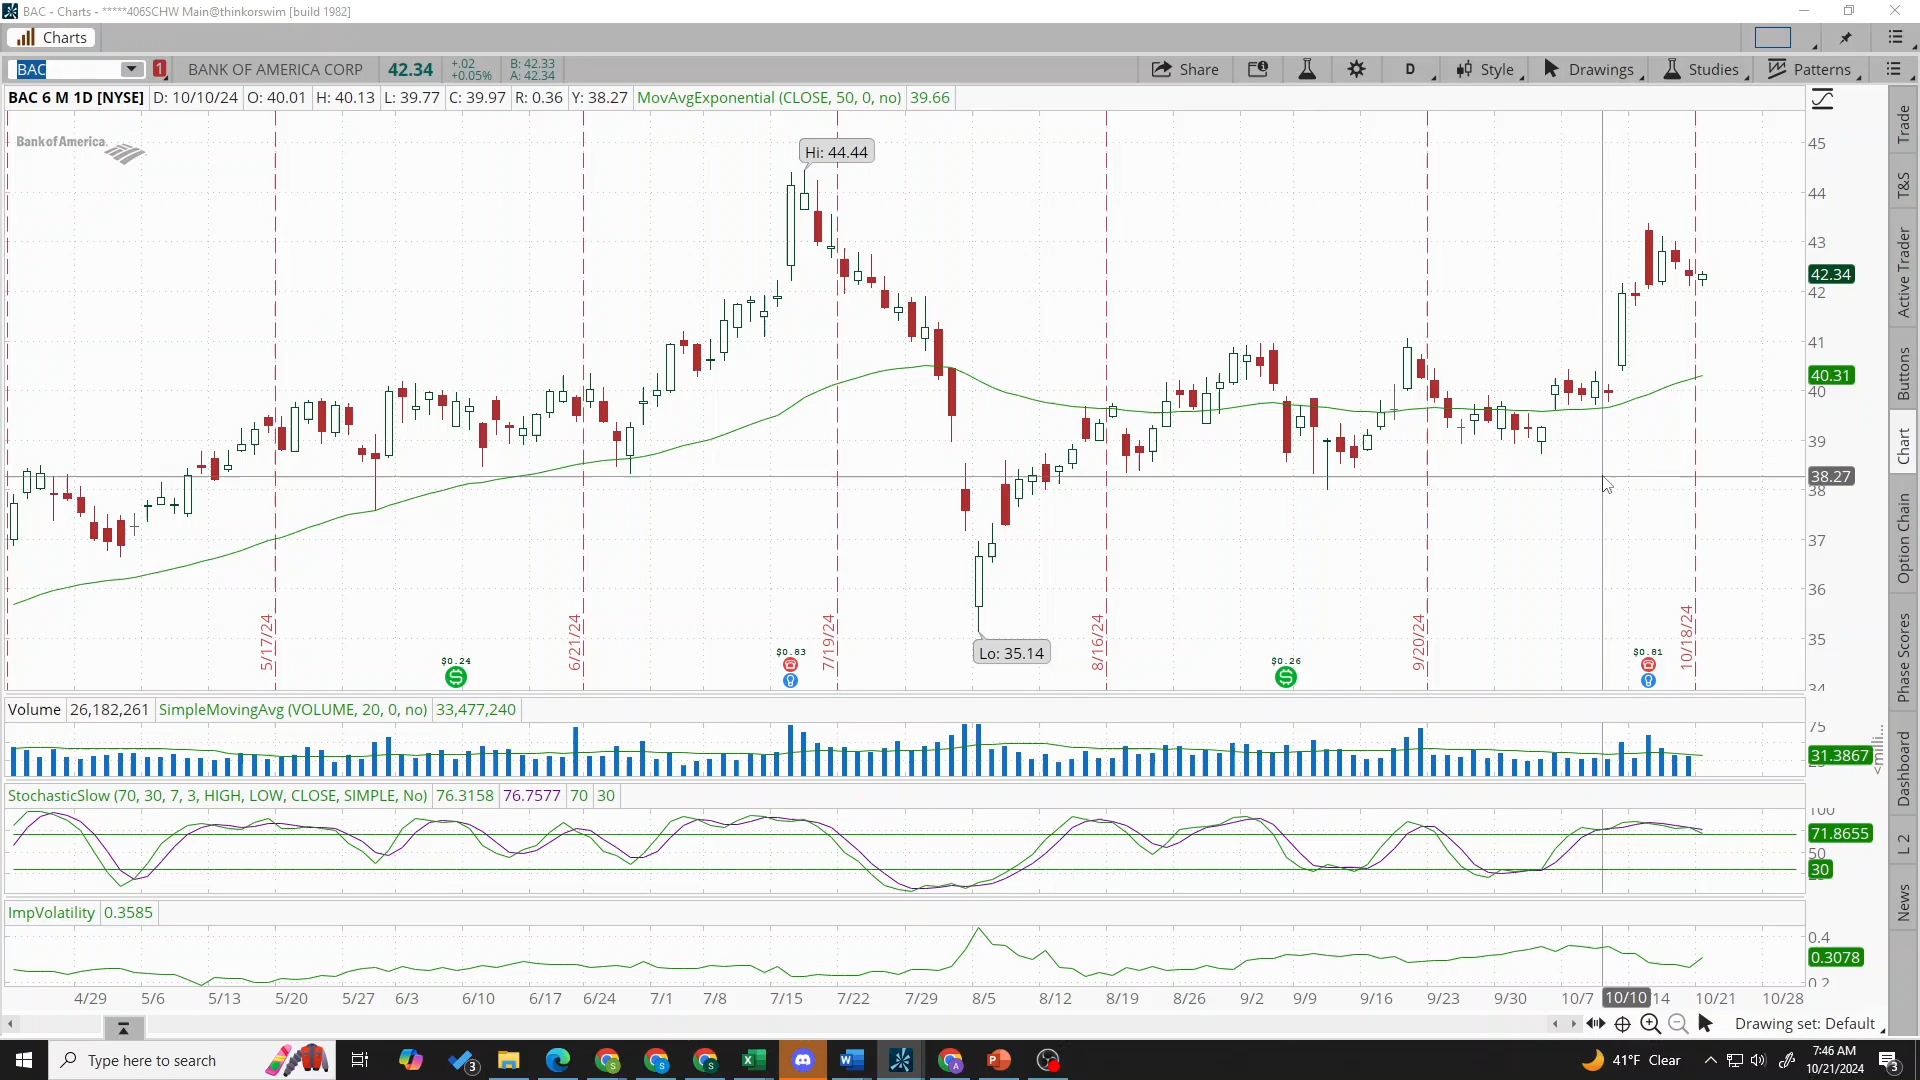 BAC - Charts - *****406SCHW Main@thinkorswim [build 1982]
Charts
BAC 1 BANK OF AMERICA CORP 42.34 +.02 +0.05% B: 42.33 A: 42.34 Share D Style Drawings Studies Patterns
BAC 6 M 1D [NYSE] D: 10/10/24 O: 40.01 H: 40.13 L: 39.77 C: 39.97 R: 0.36 Y: 38.27 MovAvgExponential (CLOSE, 50, 0, no) 39.66
Bank of America
Hi: 44.44
Lo: 35.14
45
44
43
42.34
42
41
40.31
40
39
38.27
38
37
36
35
34
5/17/24
6/21/24
7/19/24
8/16/24
9/20/24
10/18/24
$0.24
$0.83
$0.26
$0.81
Volume 26,182,261 SimpleMovingAvg (VOLUME, 20, 0, no) 33,477,240
75
31.3867
StochasticSlow (70, 30, 7, 3, HIGH, LOW, CLOSE, SIMPLE, No) 76.3158 76.7577 70 30
100
71.8655
50
30
ImpVolatility 0.3585
0.4
0.3078
0.2
4/29 5/6 5/13 5/20 5/27 6/3 6/10 6/17 6/24 7/1 7/8 7/15 7/22 7/29 8/5 8/12 8/19 8/26 9/2 9/9 9/16 9/23 9/30 10/7 10/10 14 10/21 10/28
Drawing set: Default
Trade
T&S
Active Trader
Buttons
Chart
Option Chain
Phase Scores
Dashboard
L 2
News
Type here to search
3
41°F Clear
7:46 AM
10/21/2024
3